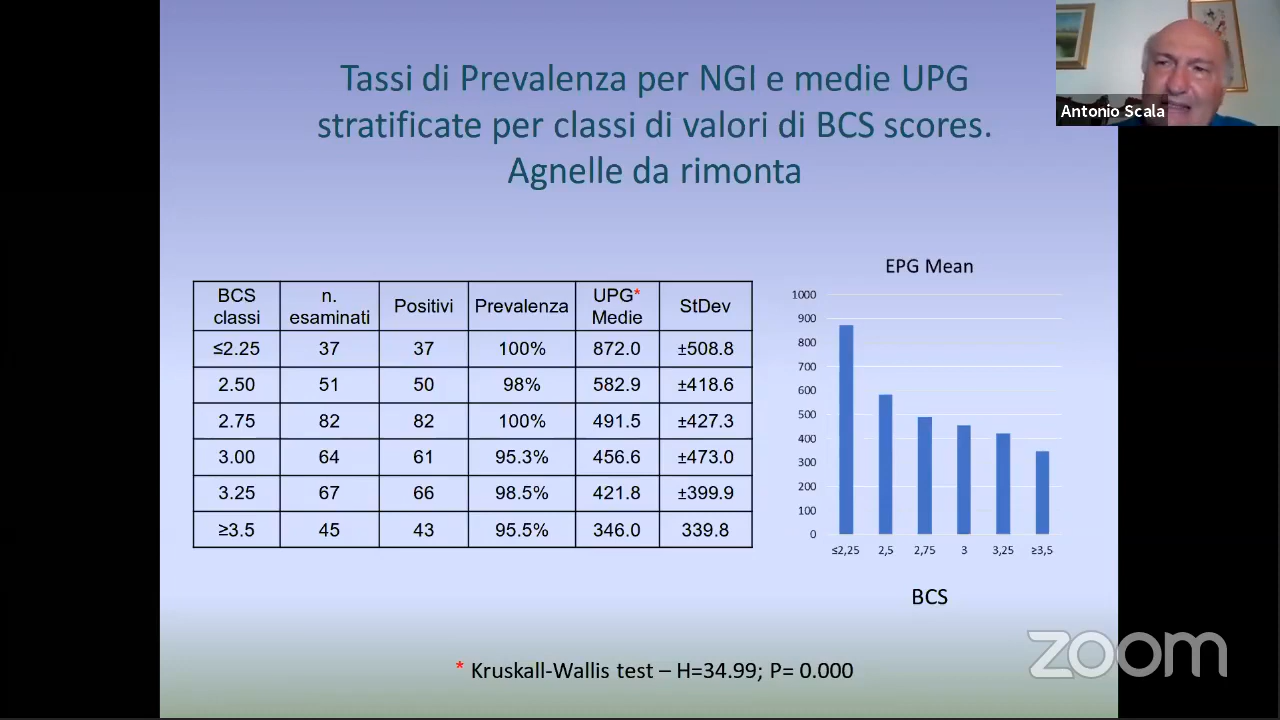 Tassi di Prevalenza per NGI e medie UPG
stratificate per classi di valori di BCS scores.
Agnelle da rimonta
Antonio Scala
BCS classi n. esaminati Positivi Prevalenza UPG* Medie StDev
≤2.25 37 37 100% 872.0 ±508.8
2.50 51 50 98% 582.9 ±418.6
2.75 82 82 100% 491.5 ±427.3
3.00 64 61 95.3% 456.6 ±473.0
3.25 67 66 98.5% 421.8 ±399.9
≥3.5 45 43 95.5% 346.0 339.8
EPG Mean
1000
900
800
700
600
500
400
300
200
100
0
≤2,25 2,5 2,75 3 3,25 ≥3,5
BCS
* Kruskall-Wallis test – H=34.99; P= 0.000
zoom